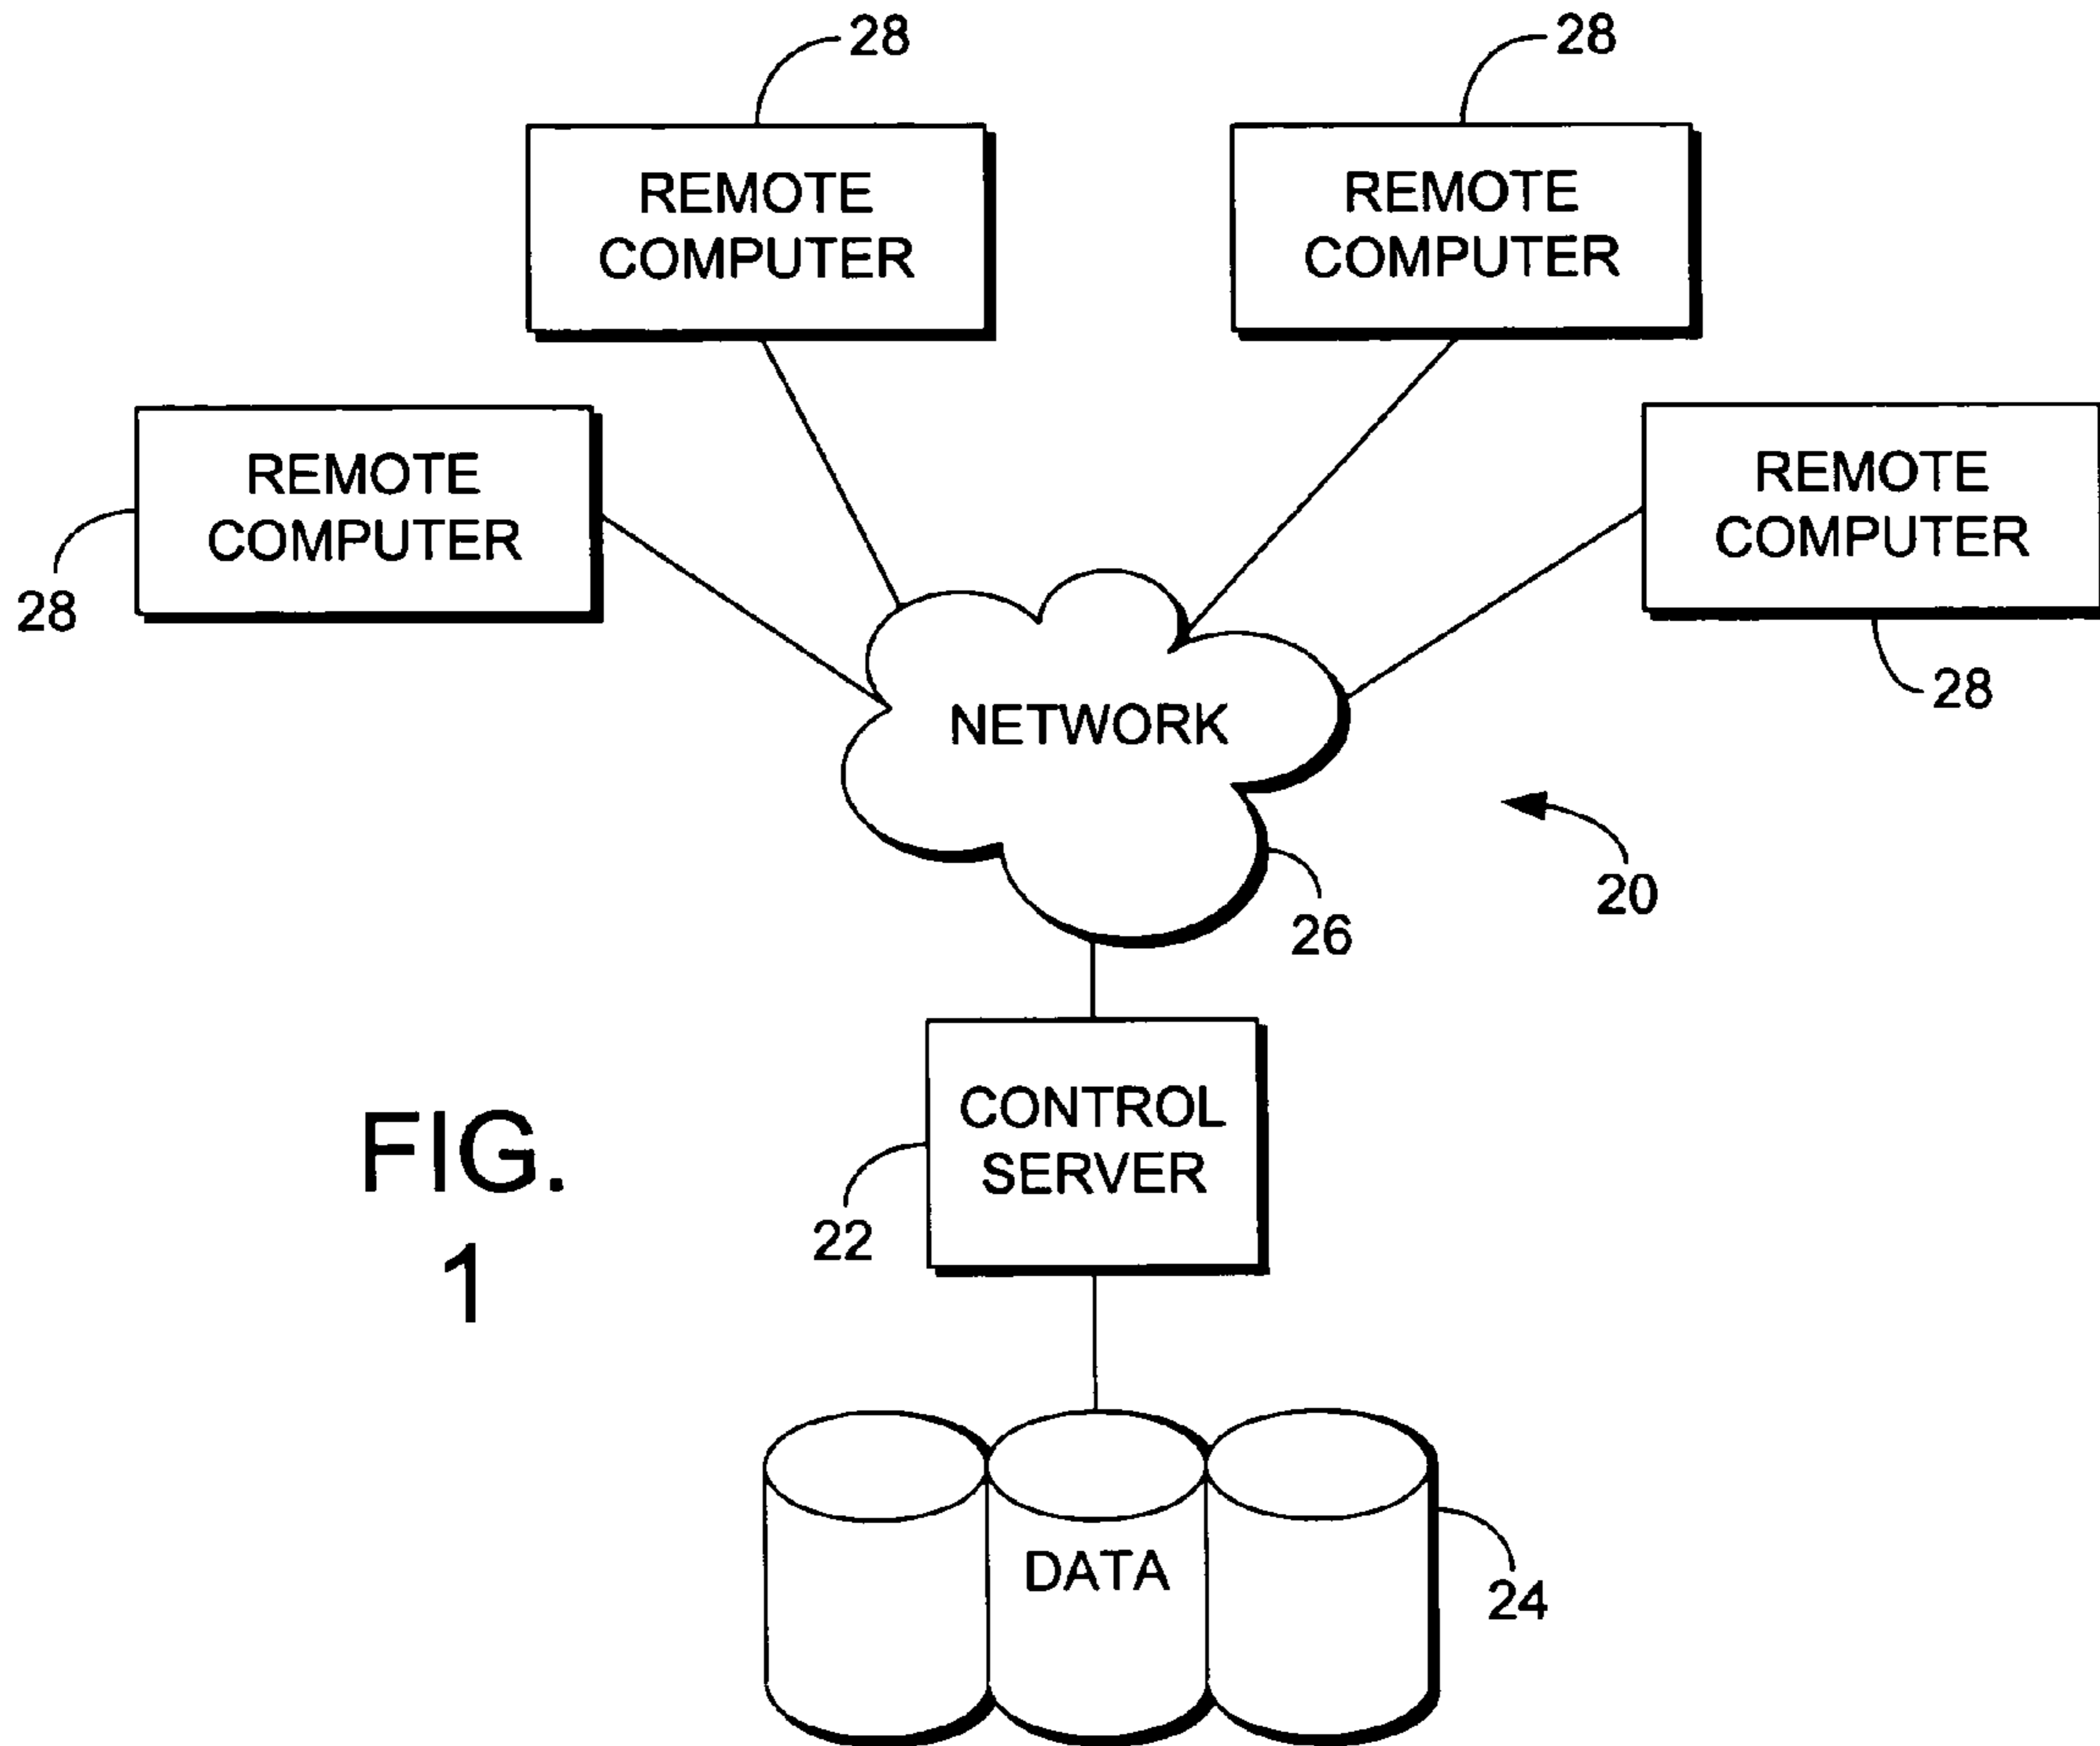 28
28
REMOTE
COMPUTER
REMOTE
COMPUTER
REMOTE
COMPUTER
REMOTE
COMPUTER
28
28
NETWORK
20
26
CONTROL
SERVER
FIG.
1
22
DATA
24